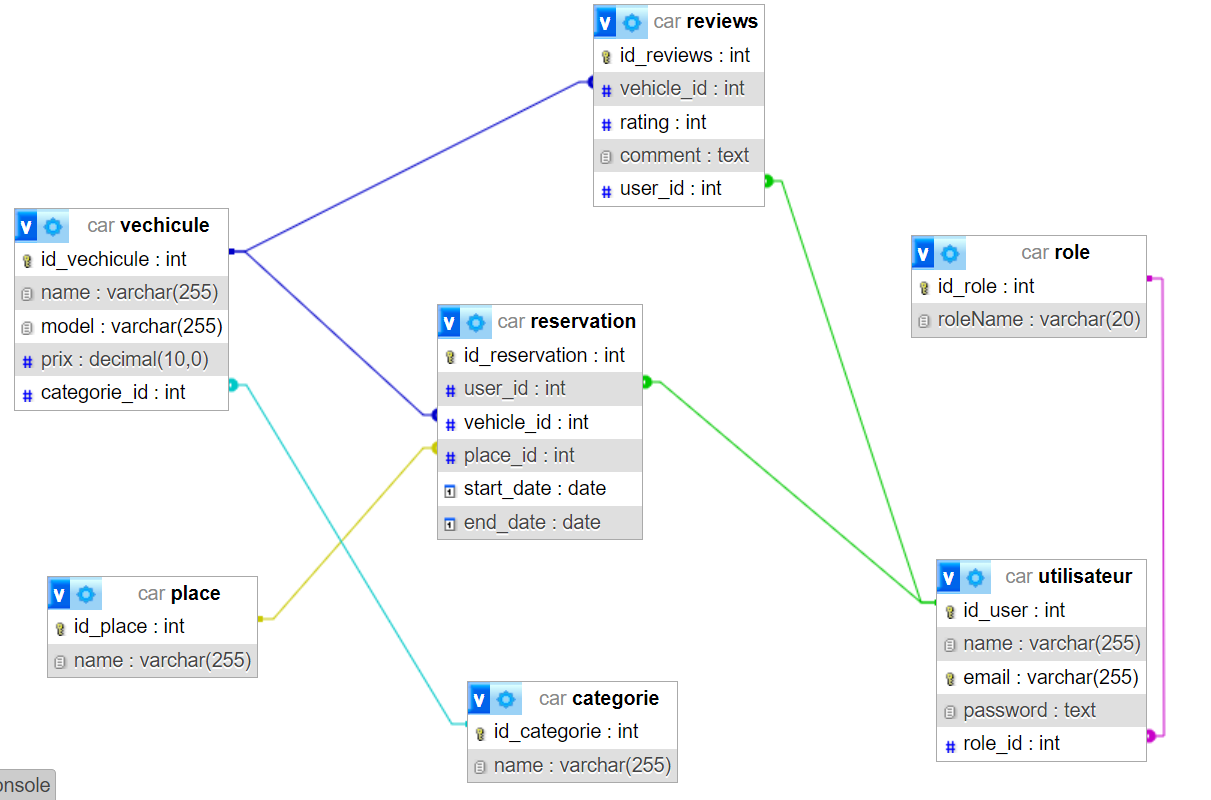 v car reviews
id_reviews : int
# vehicle_id : int
# rating : int
comment : text
# user_id : int
v car vechicule
id_vechicule : int
name : varchar(255)
model : varchar(255)
# prix : decimal(10,0)
# categorie_id : int
v car role
id_role : int
roleName : varchar(20)
v car reservation
id_reservation : int
# user_id : int
# vehicle_id : int
# place_id : int
1 start_date : date
1 end_date : date
v car place
id_place : int
name : varchar(255)
v car utilisateur
id_user : int
name : varchar(255)
email : varchar(255)
password : text
# role_id : int
v car categorie
id_categorie : int
name : varchar(255)
onsole